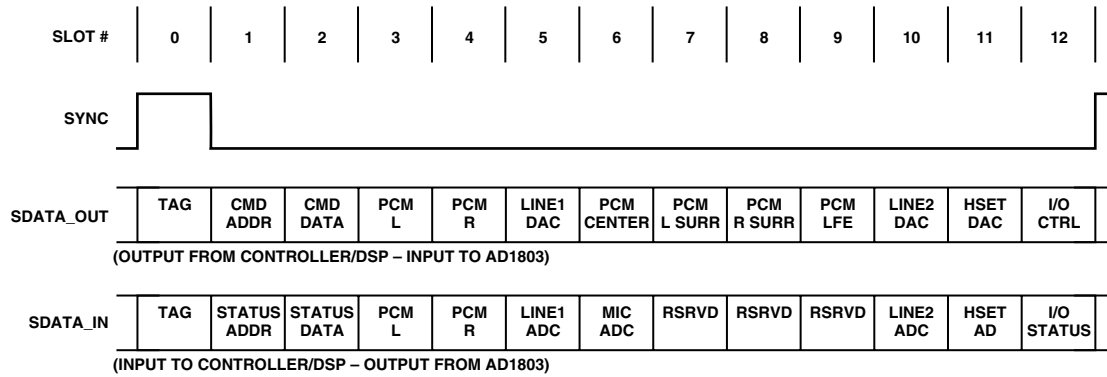 SLOT # 0 1 2 3 4 5 6 7 8 9 10 11 12
SYNC
SDATA_OUT TAG CMD ADDR CMD DATA PCM L PCM R LINE1 DAC PCM CENTER PCM L SURR PCM R SURR PCM LFE LINE2 DAC HSET DAC I/O CTRL
(OUTPUT FROM CONTROLLER/DSP – INPUT TO AD1803)
SDATA_IN TAG STATUS ADDR STATUS DATA PCM L PCM R LINE1 ADC MIC ADC RSRVD RSRVD RSRVD LINE2 ADC HSET AD I/O STATUS
(INPUT TO CONTROLLER/DSP – OUTPUT FROM AD1803)